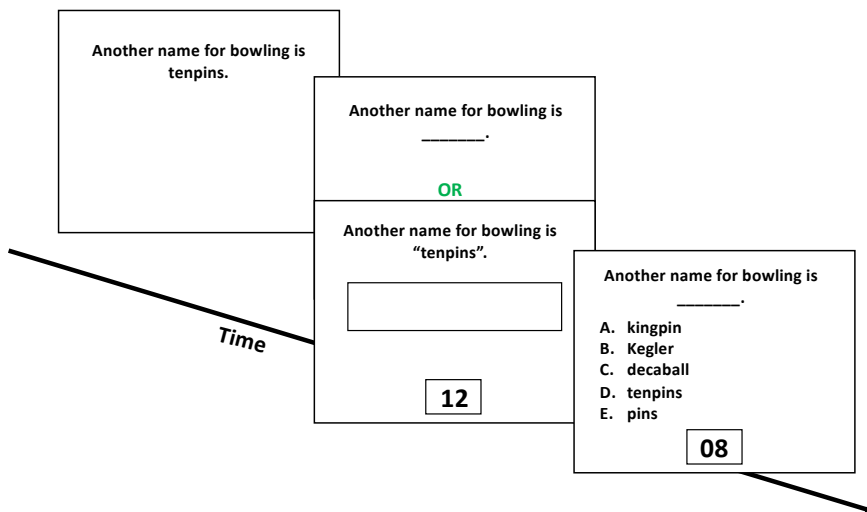 Another name for bowling is
tenpins.
Another name for bowling is
_______.
OR
Another name for bowling is
“tenpins”.
12
Another name for bowling is
_______.
A. kingpin
B. Kegler
C. decaball
D. tenpins
E. pins
08
Time